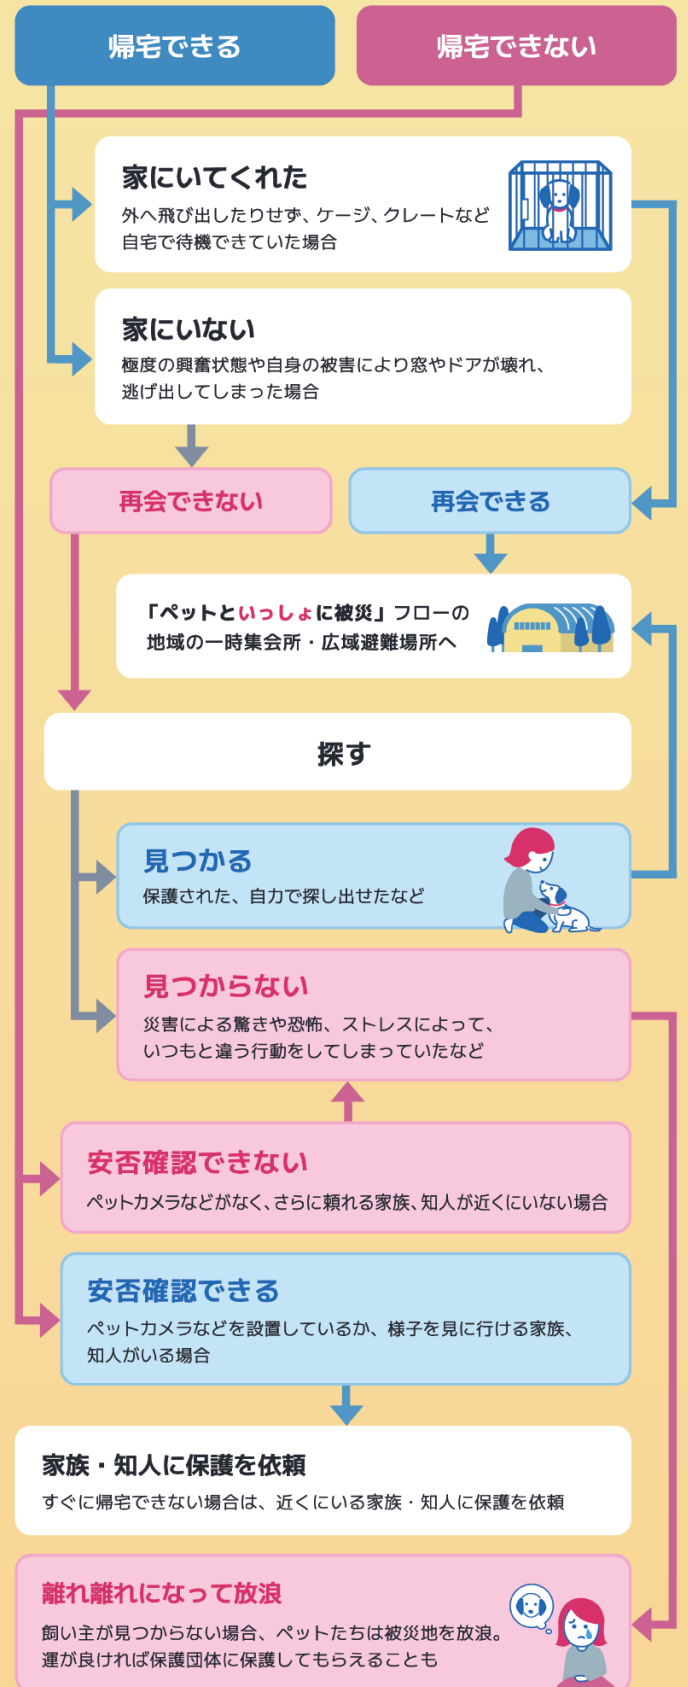 帰宅できる
帰宅できない
家にいてくれた
外へ飛び出したりせず、ケージ、クレートなど
自宅で待機できていた場合
家にいない
極度の興奮状態や自身の被害により窓やドアが壊れ、
逃げ出してしまった場合
再会できない
再会できる
「ペットといっしょに被災」フローの
地域の一時集会所・広域避難場所へ
探す
見つかる
保護された、自力で探し出せたなど
見つからない
災害による驚きや恐怖、ストレスによって、
いつもと違う行動をしてしまっていたなど
安否確認できない
ペットカメラなどがなく、さらに頼れる家族、知人が近くにいない場合
安否確認できる
ペットカメラなどを設置しているか、様子を見に行ける家族、
知人がいる場合
家族・知人に保護を依頼
すぐに帰宅できない場合は、近くにいる家族・知人に保護を依頼
離れ離れになって放浪
飼い主が見つからない場合、ペットたちは被災地を放浪。
運が良ければ保護団体に保護してもらえることも